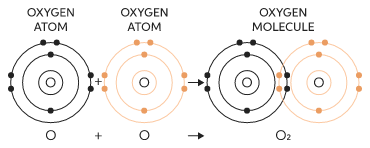 OXYGEN ATOM
OXYGEN ATOM
OXYGEN MOLECULE
O + O → O O
O + O → O₂